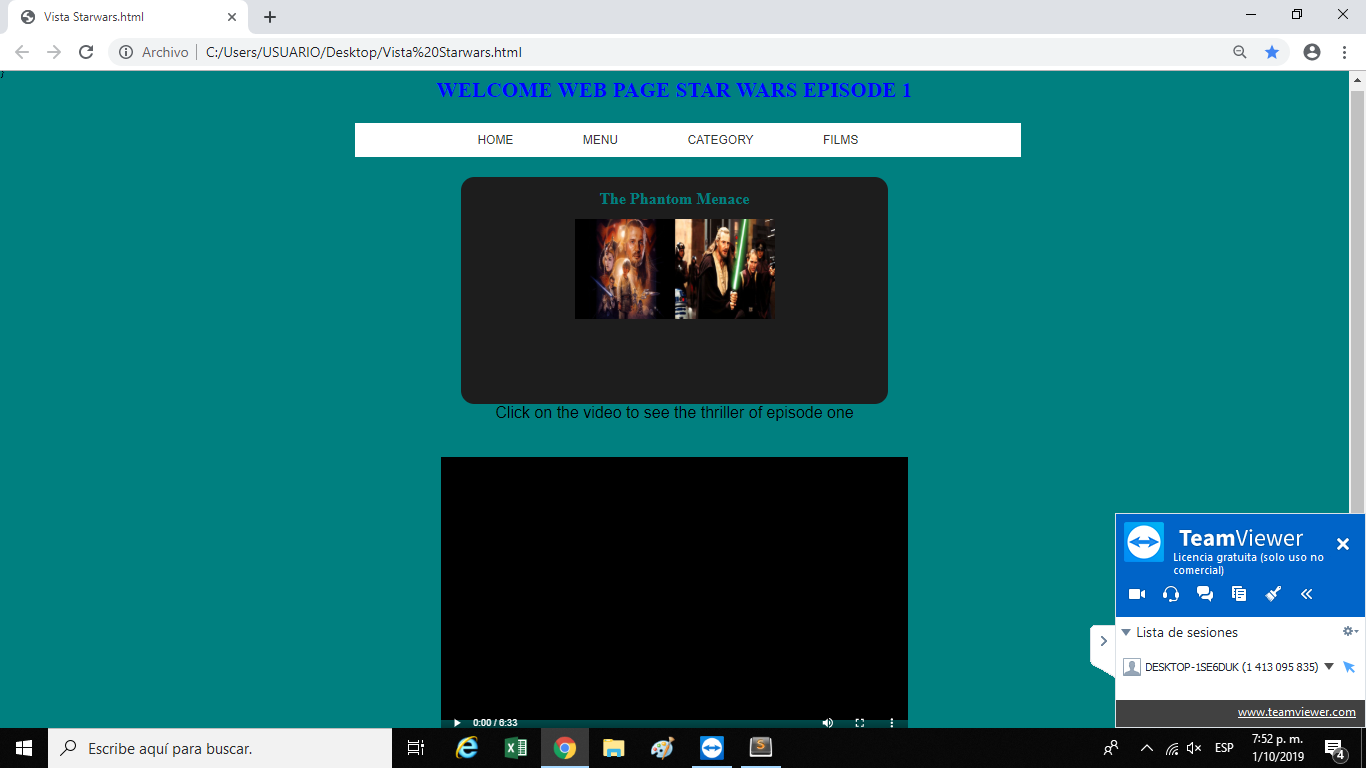 Vista Starwars.html
Archivo
C:/Users/USUARIO/Desktop/Vista%20Starwars.html
}
WELCOME WEB PAGE STAR WARS EPISODE 1
HOME MENU CATEGORY FILMS
The Phantom Menace
Click on the video to see the thriller of episode one
0:00 / 6:33
TeamViewer
Licencia gratuita (solo uso no
comercial)
Lista de sesiones
DESKTOP-1SE6DUK (1 413 095 835)
www.teamviewer.com
Escribe aquí para buscar.
ESP
7:52 p. m.
1/10/2019
4